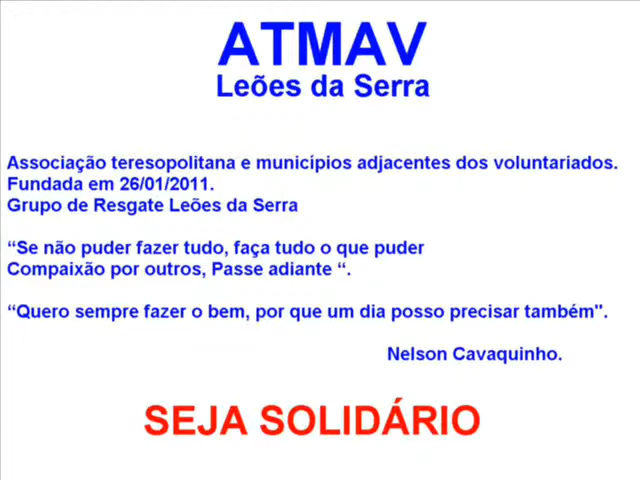 ATMAV
Leões da Serra
Associação teresopolitana e municípios adjacentes dos voluntariados.
Fundada em 26/01/2011.
Grupo de Resgate Leões da Serra
“Se não puder fazer tudo, faça tudo o que puder
Compaixão por outros, Passe adiante “.
“Quero sempre fazer o bem, por que um dia posso precisar também".
Nelson Cavaquinho.
SEJA SOLIDÁRIO